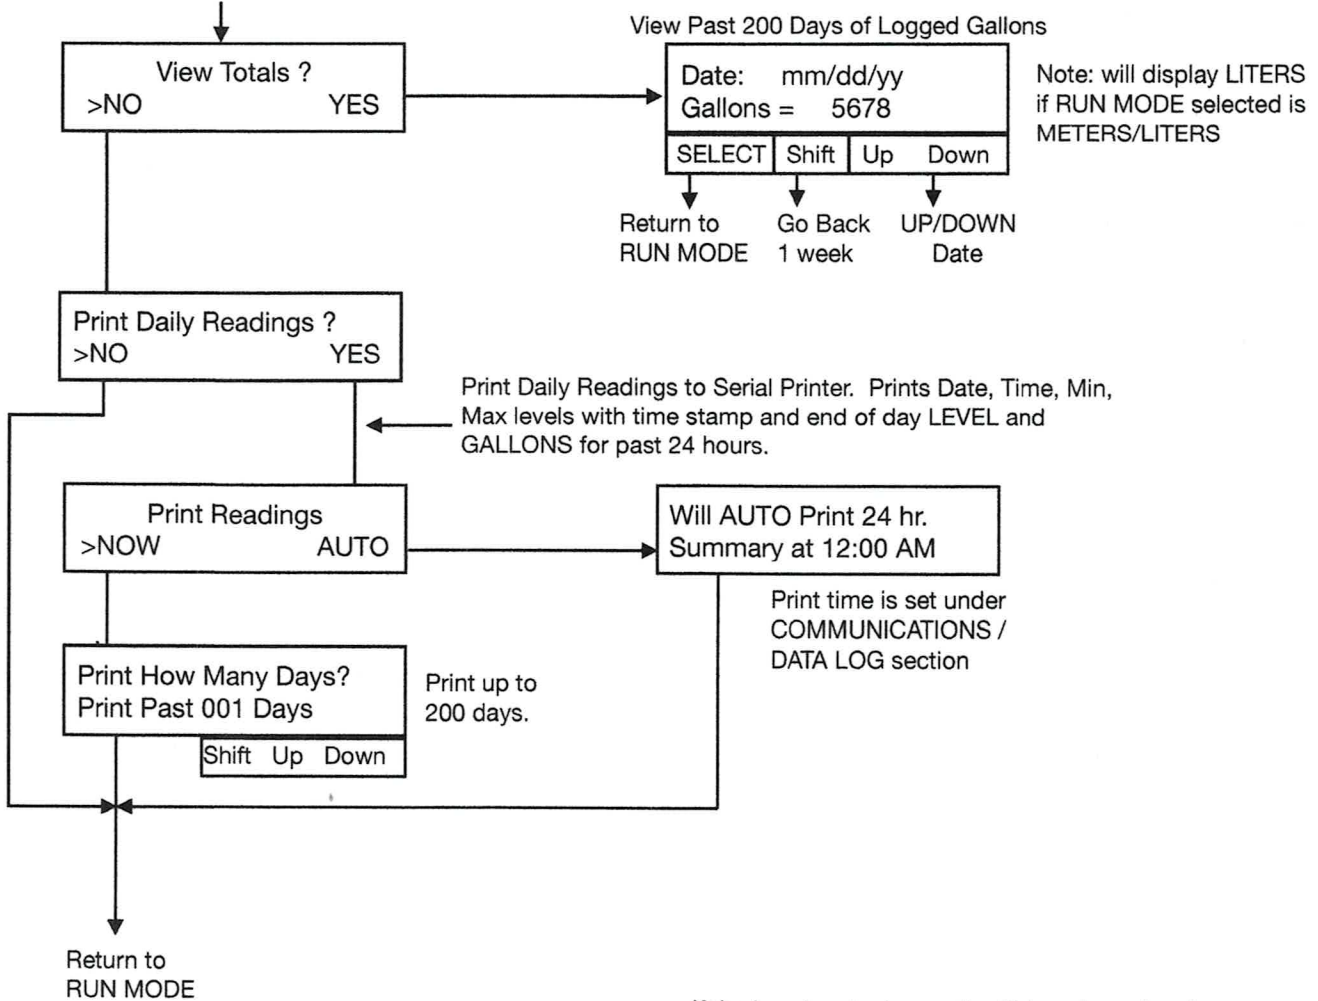 View Past 200 Days of Logged Gallons
View Totals ?
>NO YES
Date: mm/dd/yy
Gallons = 5678
SELECT Shift Up Down
Note: will display LITERS
if RUN MODE selected is
METERS/LITERS
Return to
RUN MODE
Go Back
1 week
UP/DOWN
Date
Print Daily Readings ?
>NO YES
Print Daily Readings to Serial Printer. Prints Date, Time, Min,
Max levels with time stamp and end of day LEVEL and
GALLONS for past 24 hours.
Print Readings
>NOW AUTO
Will AUTO Print 24 hr.
Summary at 12:00 AM
Print time is set under
COMMUNICATIONS /
DATA LOG section
Print How Many Days?
Print Past 001 Days
Shift Up Down
Print up to
200 days.
Return to
RUN MODE